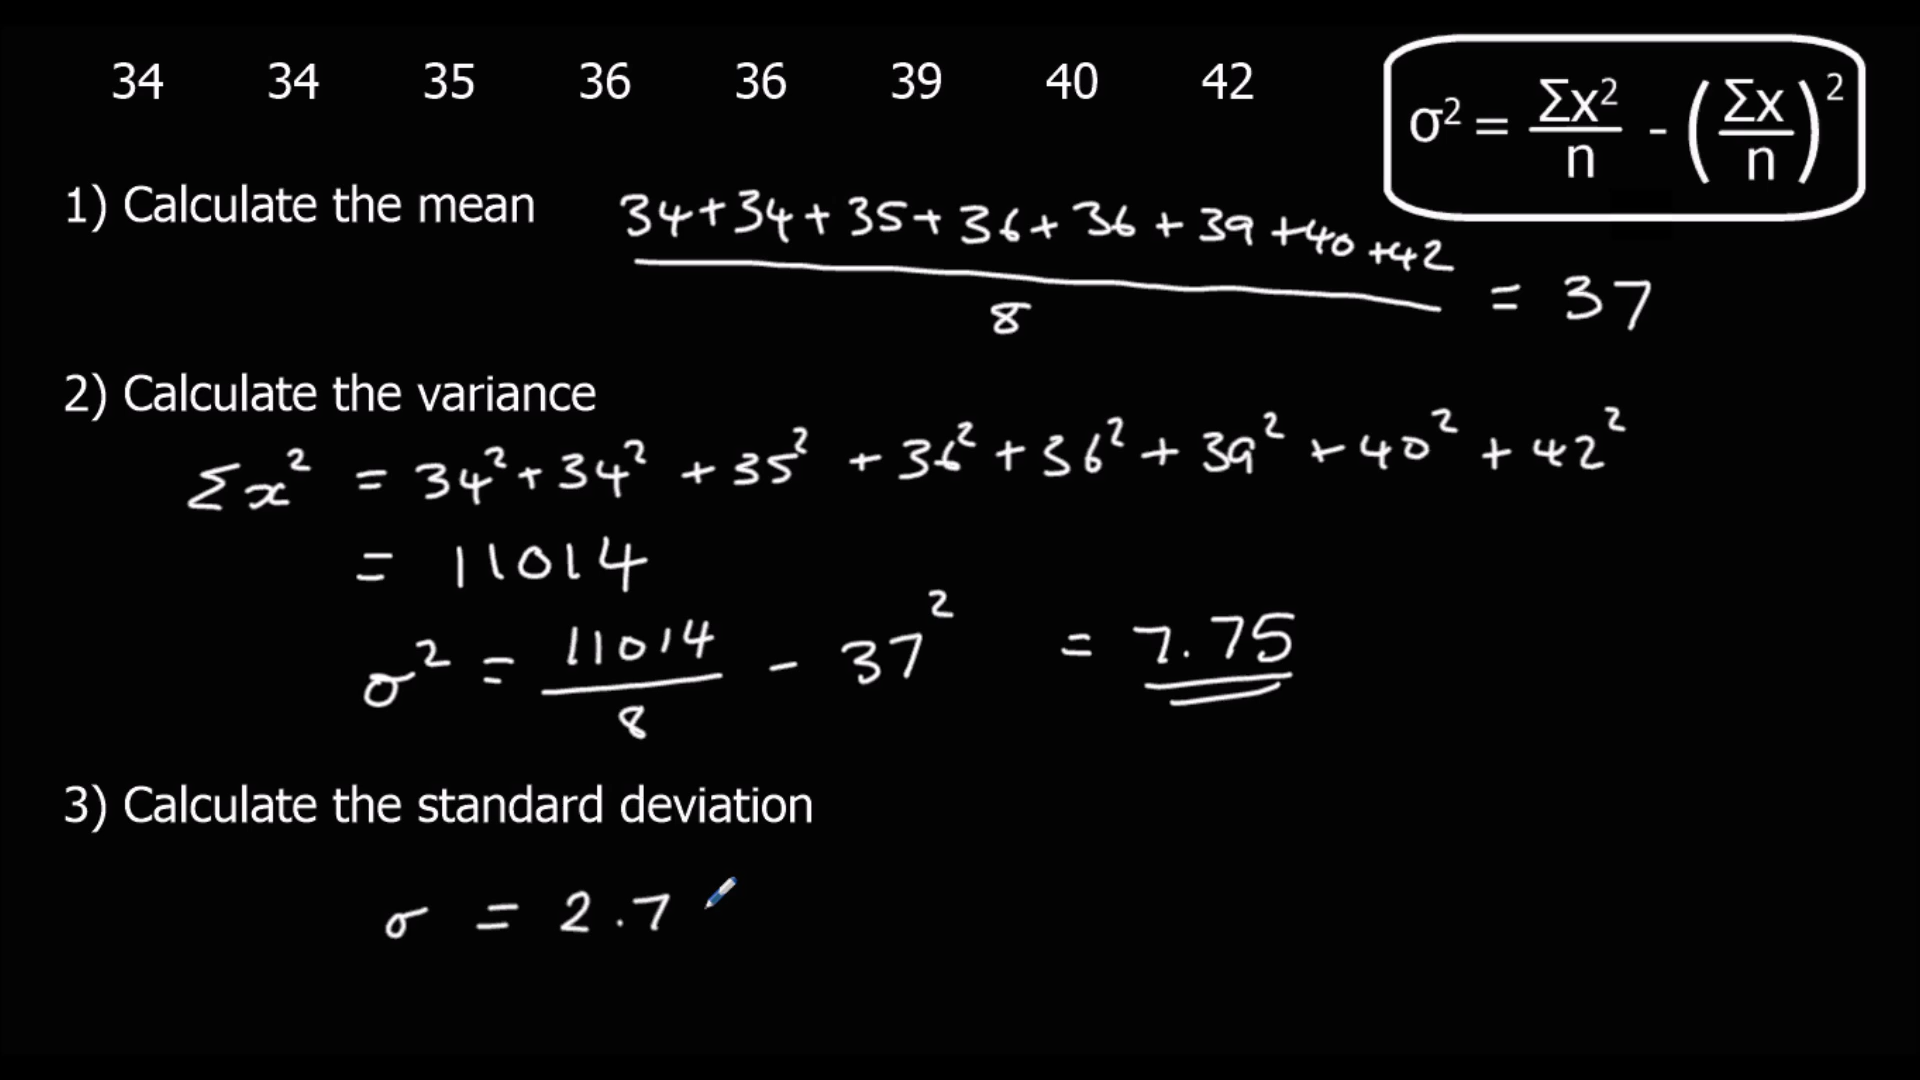 34 34 35 36 36 39 40 42
σ² = Σx²/n - (Σx/n)²
1) Calculate the mean
34+34+35+36+36+39+40+42
8
= 37
2) Calculate the variance
Σx² = 34²+34²+35²+36²+36²+39²+40²+42²
= 11014
σ² = 11014/8 - 37² = 7.75
3) Calculate the standard deviation
σ = 2.7